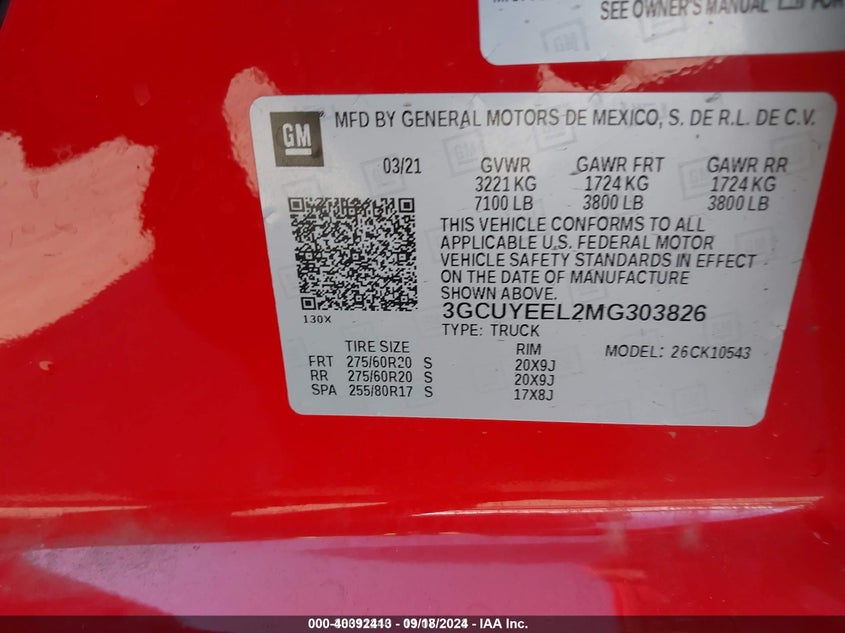 SEE OWNER'S MANUAL
GM
MFD BY GENERAL MOTORS DE MEXICO, S. DE R.L. DE C.V.
03/21 GVWR GAWR FRT GAWR RR
3221 KG 1724 KG 1724 KG
7100 LB 3800 LB 3800 LB
THIS VEHICLE CONFORMS TO ALL
APPLICABLE U.S. FEDERAL MOTOR
VEHICLE SAFETY STANDARDS IN EFFECT
ON THE DATE OF MANUFACTURE
SHOWN ABOVE.
130X 3GCUYEEL2MG303826
TYPE: TRUCK
TIRE SIZE RIM MODEL: 26CK10543
FRT 275/60R20 S 20X9J
RR 275/60R20 S 20X9J
SPA 255/80R17 S 17X8J
000-40392413 - 09/18/2024 - IAA Inc.